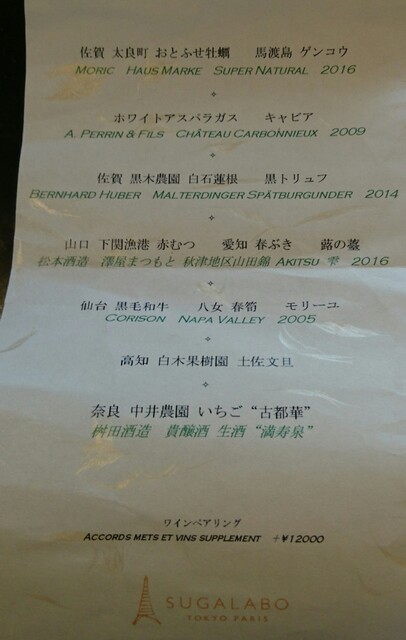 佐賀 太良町 おとふせ牡蠣　馬渡島 ゲンコウ
MORIC HAUS MARKE SUPER NATURAL 2016
ホワイトアスパラガス　キャビア
A. PERRIN & FILS CHÂTEAU CARBONNIEUX 2009
佐賀 黒木農園 白石蓮根　黒トリュフ
BERNHARD HUBER MALTERDINGER SPÄTBURGUNDER 2014
山口 下関漁港 赤むつ　愛知 春ぶき　蕗の薹
松本酒造 澤屋まつもと 秋津地区山田錦 AKITSU 雫 2016
仙台 黒毛和牛　八女 春筍　モリーユ
CORISON NAPA VALLEY 2005
高知 白木果樹園 土佐文旦
奈良 中井農園 いちご“古都華”
桝田酒造 貴醸酒 生酒 “満寿泉”
ワインペアリング
ACCORDS METS ET VINS SUPPLEMENT +¥12000
SUGALABO
TOKYO PARIS